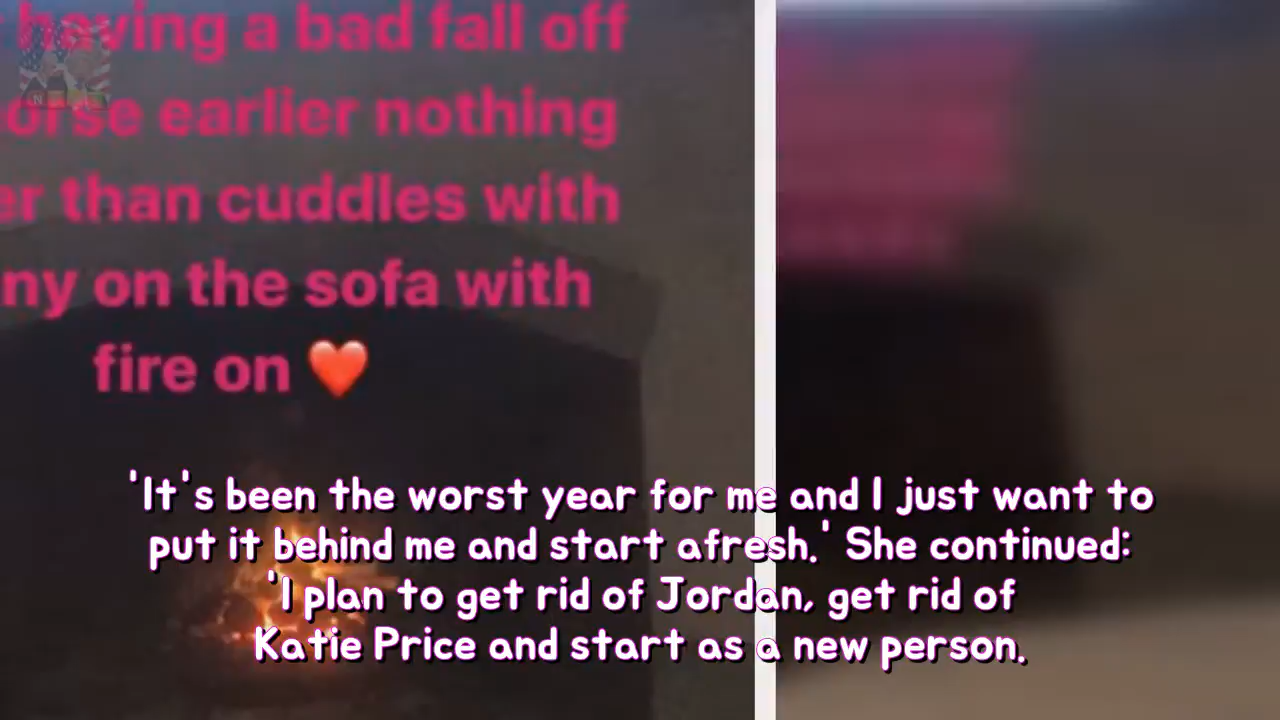 having a bad fall off
orse earlier nothing
er than cuddles with
ny on the sofa with
fire on ❤️
'It's been the worst year for me and I just want to
put it behind me and start afresh.' She continued:
'I plan to get rid of Jordan, get rid of
Katie Price and start as a new person.